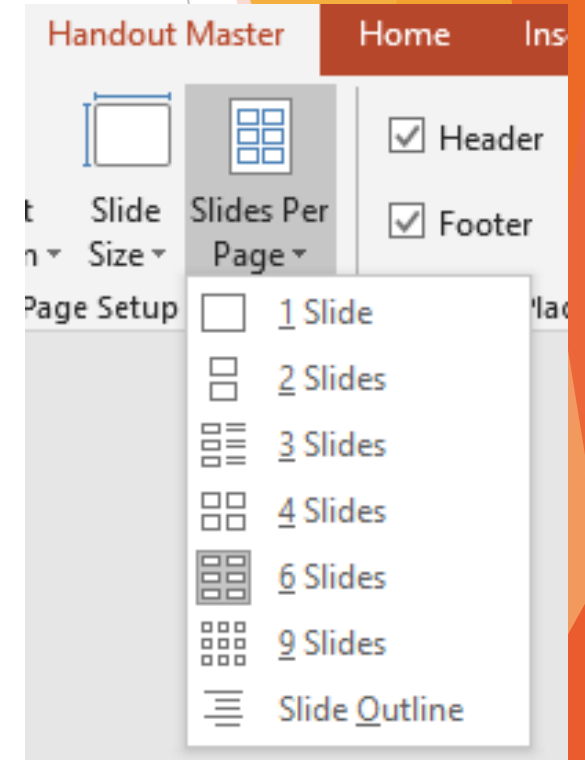 Handout Master Home Ins
Header
t Slide Slides Per
Footer
n Size Page
Page Setup
1 Slide
2 Slides
3 Slides
4 Slides
6 Slides
9 Slides
Slide Outline